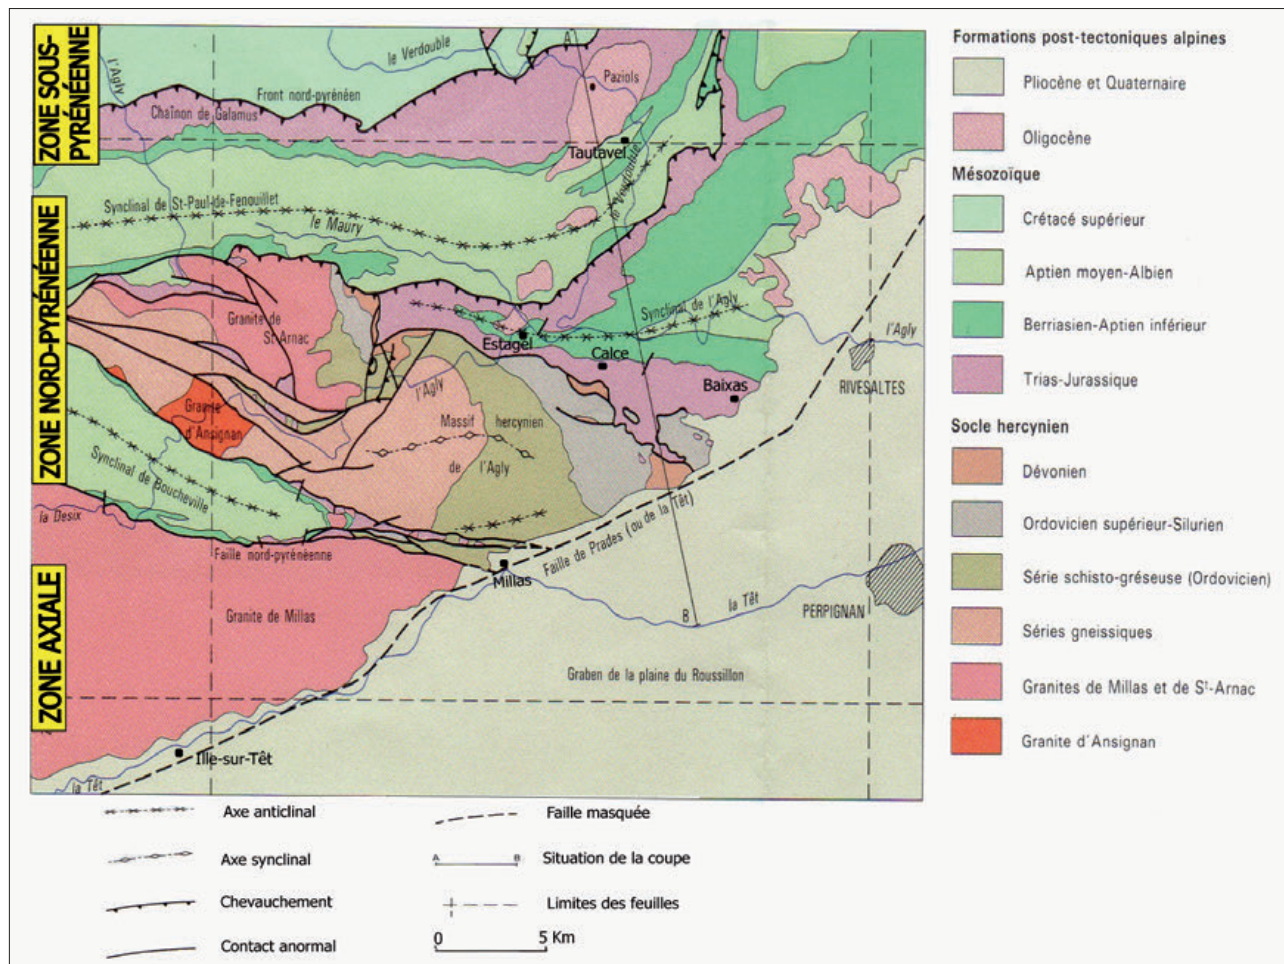 ZONE SOUS-
PYRÉNÉENNE
ZONE NORD-PYRÉNÉENNE
ZONE AXIALE
l'Agly
le Verdouble
A
Paziols
Front nord-pyrénéen
Chaînon de Galamus
Tautavel
le Verdouble
Synclinal de St-Paul-de-Fenouillet
le Maury
Granite de
St-Arnac
Estagel
Synclinal de l'Agly
l'Agly
Calce
Baixas
RIVESALTES
l'Agly
Granite
d'Ansignan
Massif hercynien
de l'Agly
Synclinal de Boucheville
la Desix
Faille nord-pyrénéenne
Millas
Faille de Prades (ou de la Têt)
B
la Têt
PERPIGNAN
Granite de Millas
Graben de la plaine du Roussillon
Ille-sur-Têt
la Têt
Formations post-tectoniques alpines
Pliocène et Quaternaire
Oligocène
Mésozoïque
Crétacé supérieur
Aptien moyen-Albien
Berriasien-Aptien inférieur
Trias-Jurassique
Socle hercynien
Dévonien
Ordovicien supérieur-Silurien
Série schisto-gréseuse (Ordovicien)
Séries gneissiques
Granites de Millas et de St-Arnac
Granite d'Ansignan
Axe anticlinal
Axe synclinal
Chevauchement
Contact anormal
Faille masquée
A B
Situation de la coupe
Limites des feuilles
0 5 Km